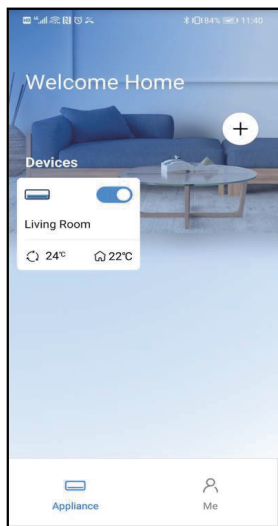 84% 11:40
Welcome Home
+
Devices
Living Room
24℃ 22℃
Appliance Me